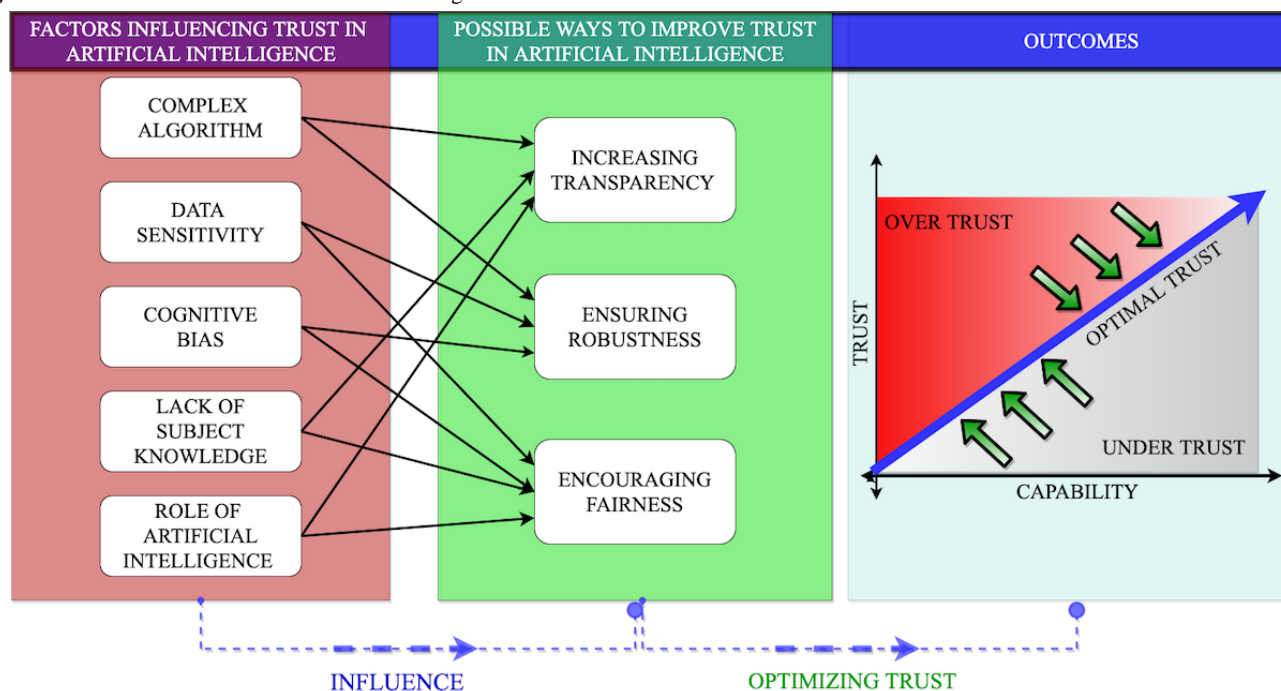 FACTORS INFLUENCING TRUST IN
ARTIFICIAL INTELLIGENCE
POSSIBLE WAYS TO IMPROVE TRUST
IN ARTIFICIAL INTELLIGENCE
OUTCOMES
COMPLEX
ALGORITHM
DATA
SENSITIVITY
COGNITIVE
BIAS
LACK OF
SUBJECT
KNOWLEDGE
ROLE OF
ARTIFICIAL
INTELLIGENCE
INCREASING
TRANSPARENCY
ENSURING
ROBUSTNESS
ENCOURAGING
FAIRNESS
OVER TRUST
OPTIMAL TRUST
TRUST
UNDER TRUST
CAPABILITY
INFLUENCE
OPTIMIZING TRUST